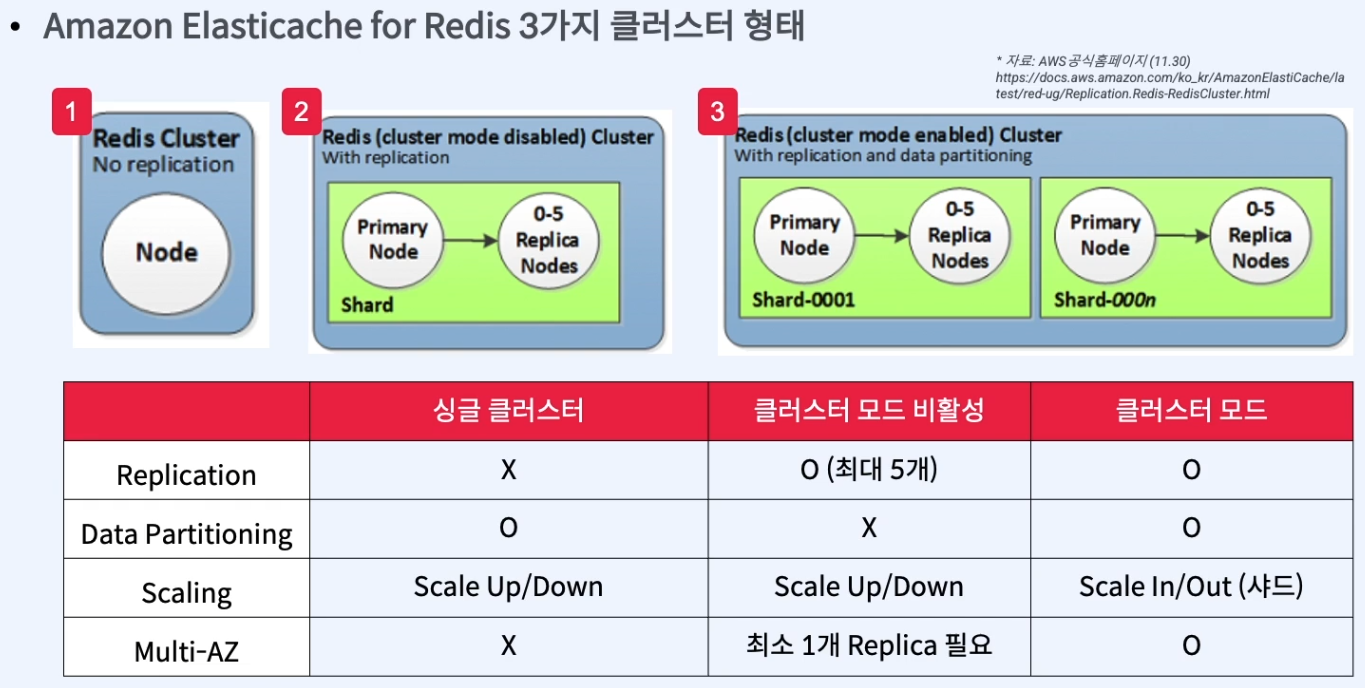 • Amazon Elasticache for Redis 3가지 클러스터 형태
* 자료: AWS공식홈페이지 (11.30)
https://docs.aws.amazon.com/ko_kr/AmazonElastiCache/la
test/red-ug/Replication.Redis-RedisCluster.html
1
Redis Cluster
No replication
Node
2
Redis (cluster mode disabled) Cluster
With replication
Primary
Node
0-5
Replica
Nodes
Shard
3
Redis (cluster mode enabled) Cluster
With replication and data partitioning
Primary
Node
0-5
Replica
Nodes
Shard-0001
Primary
Node
0-5
Replica
Nodes
Shard-000n
싱글 클러스터 클러스터 모드 비활성 클러스터 모드
Replication X O (최대 5개) O
Data Partitioning O X O
Scaling Scale Up/Down Scale Up/Down Scale In/Out (샤드)
Multi-AZ X 최소 1개 Replica 필요 O